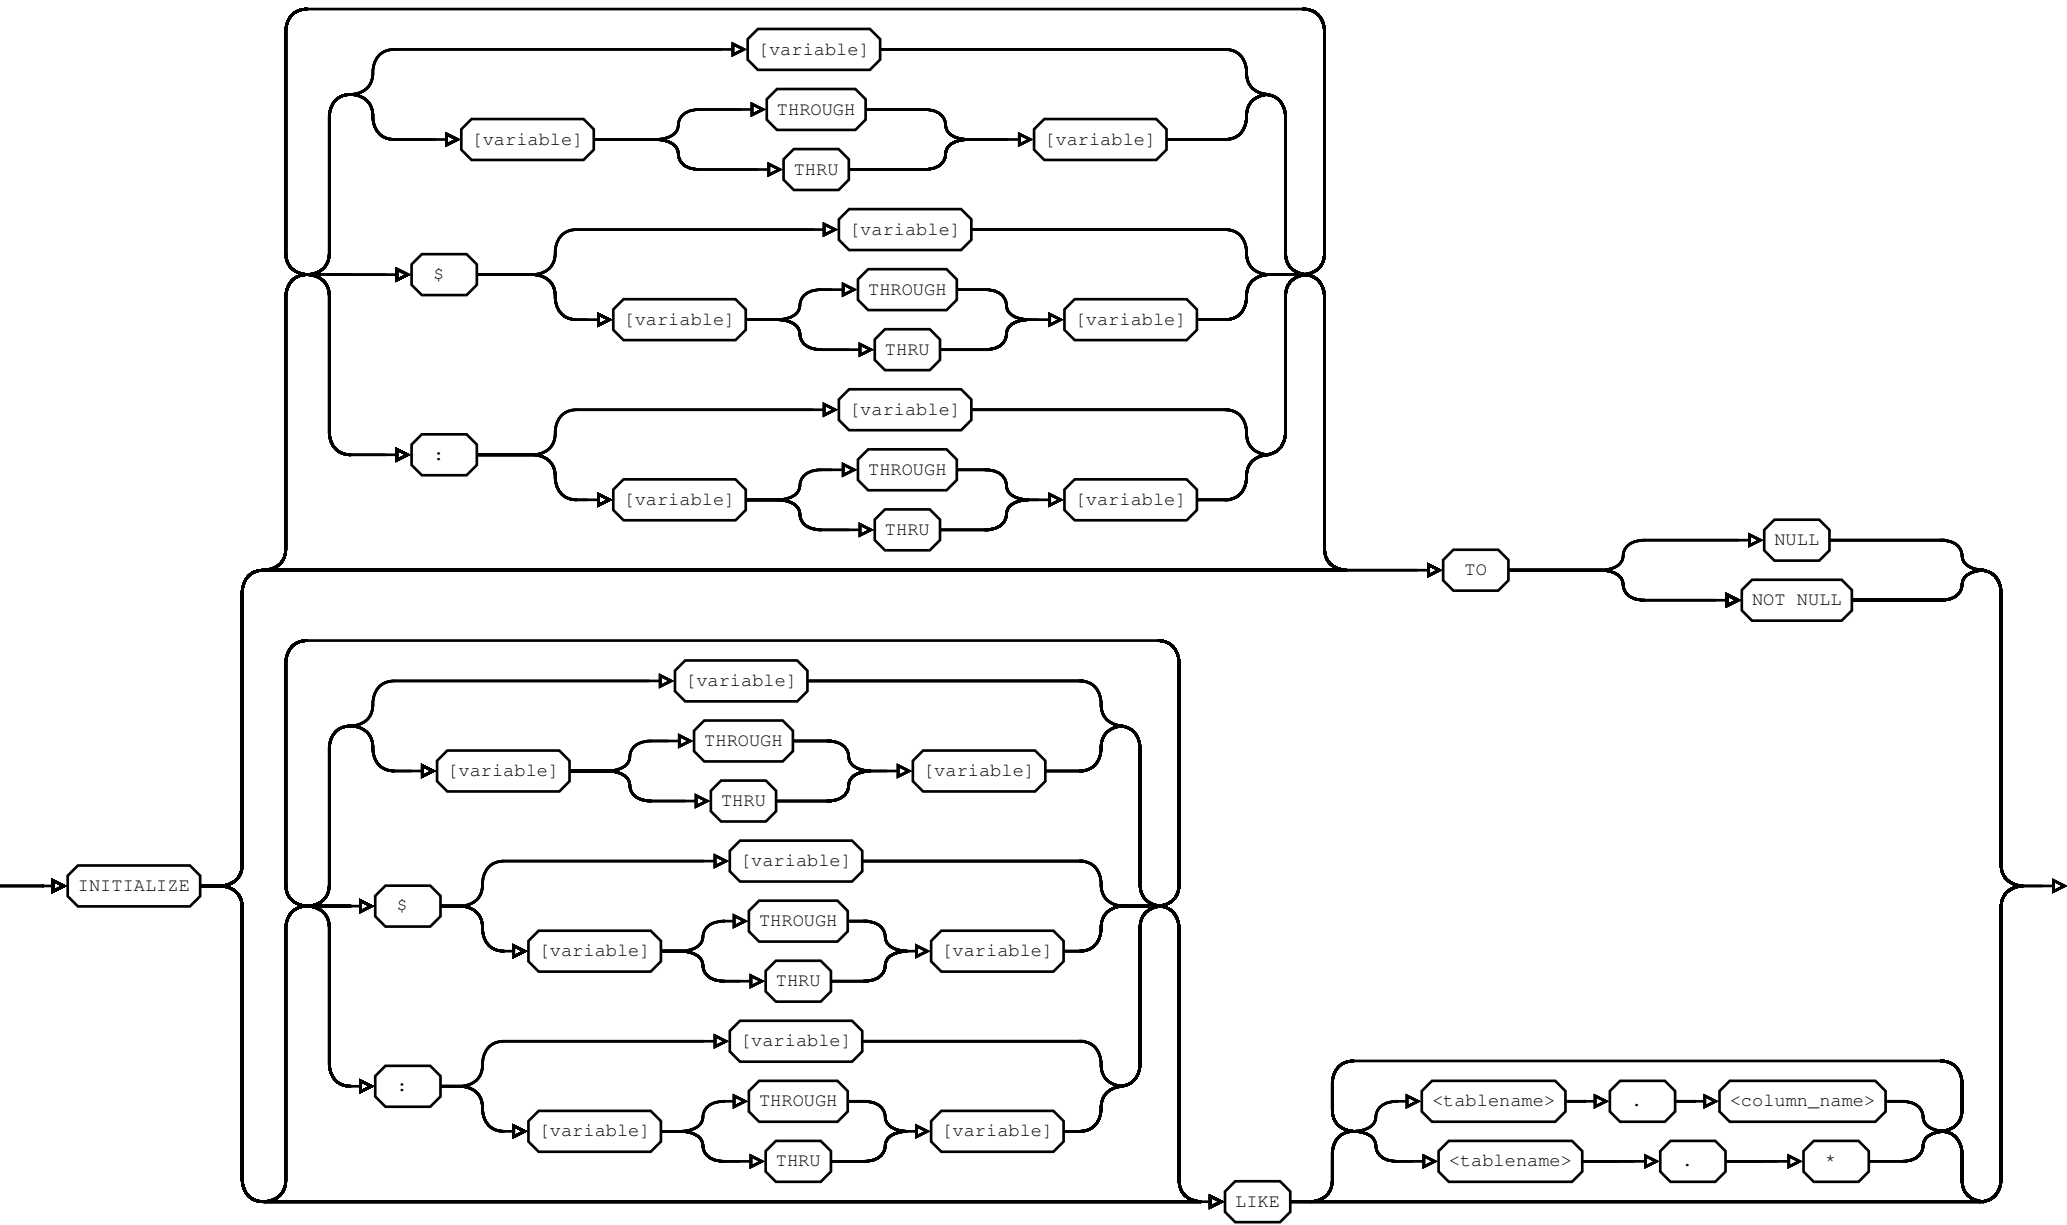 [variable]
THROUGH
[variable] [variable]
THRU
[variable]
$
THROUGH
[variable] [variable]
THRU
[variable]
:
THROUGH
[variable] [variable]
THRU
NULL
TO
NOT NULL
[variable]
THROUGH
[variable] [variable]
THRU
[variable]
INITIALIZE
$
THROUGH
[variable] [variable]
THRU
[variable]
:
THROUGH
<tablename> . <column_name>
[variable] [variable]
THRU
<tablename> . *
LIKE